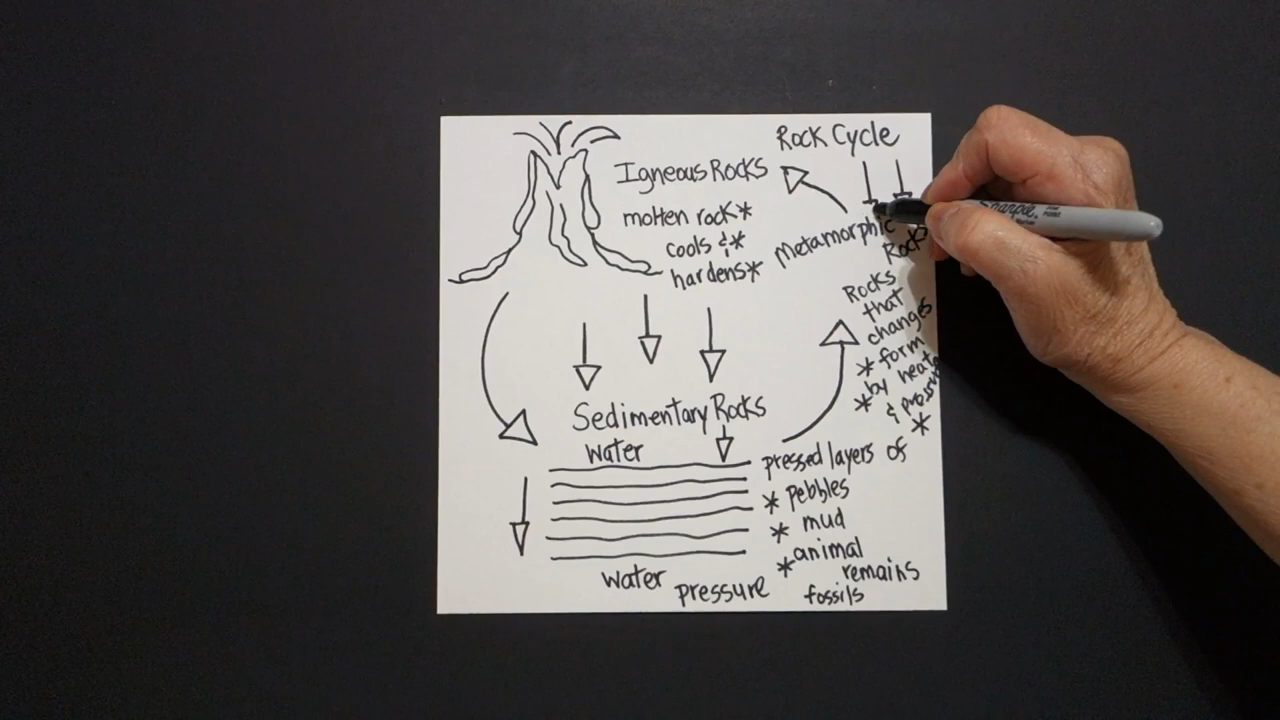 Rock Cycle
Igneous Rocks
molten rock*
cools &*
hardens*
Metamorphic
Rocks
Rocks
that
changes
* form
* by heat
&
*
Sedimentary Rocks
water
pressed layers of
* pebbles
* mud
* animal
remains
fossils
water pressure
Sharpie